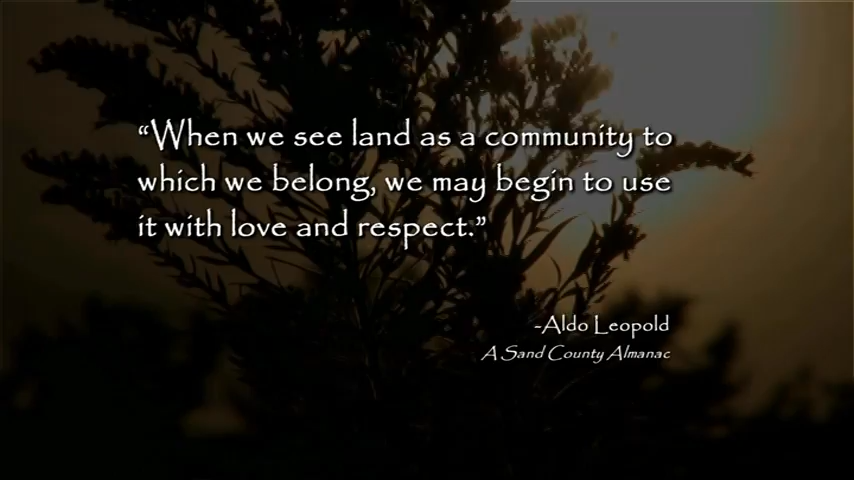 “When we see land as a community to
which we belong, we may begin to use
it with love and respect.”
-Aldo Leopold
A Sand County Almanac